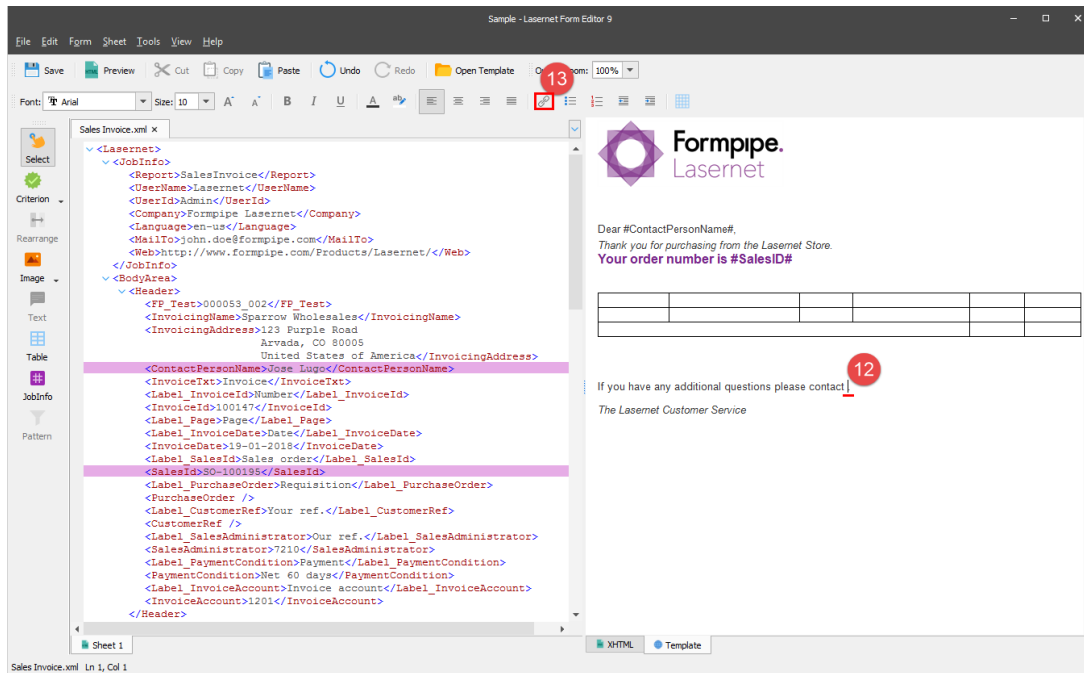 Sample - Lasernet Form Editor 9
File Edit Form Sheet Tools View Help
Save Preview Cut Copy Paste Undo Redo Open Template om: 100%
13
Font: Arial Size: 10 A A B I U A ab
Sales Invoice.xml ×
Select
Criterion
Rearrange
Image
Text
Table
JobInfo
Pattern
<Lasernet>
<JobInfo>
<Report>SalesInvoice</Report>
<UserName>Lasernet</UserName>
<UserId>Admin</UserId>
<Company>Formpipe Lasernet</Company>
<Language>en-us</Language>
<MailTo>john.doe@formpipe.com</MailTo>
<Web>http://www.formpipe.com/Products/Lasernet/</Web>
</JobInfo>
<BodyArea>
<Header>
<FP_Test>000053_002</FP_Test>
<InvoicingName>Sparrow Wholesales</InvoicingName>
<InvoicingAddress>123 Purple Road
Arvada, CO 80005
United States of America</InvoicingAddress>
<ContactPersonName>Jose Lugo</ContactPersonName>
<InvoiceTxt>Invoice</InvoiceTxt>
<Label_InvoiceId>Number</Label_InvoiceId>
<InvoiceId>100147</InvoiceId>
<Label_Page>Page</Label_Page>
<Label_InvoiceDate>Date</Label_InvoiceDate>
<InvoiceDate>19-01-2018</InvoiceDate>
<Label_SalesId>Sales order</Label_SalesId>
<SalesId>SO-100195</SalesId>
<Label_PurchaseOrder>Requisition</Label_PurchaseOrder>
<PurchaseOrder />
<Label_CustomerRef>Your ref.</Label_CustomerRef>
<CustomerRef />
<Label_SalesAdministrator>Our ref.</Label_SalesAdministrator>
<SalesAdministrator>7210</SalesAdministrator>
<Label_PaymentCondition>Payment</Label_PaymentCondition>
<PaymentCondition>Net 60 days</PaymentCondition>
<Label_InvoiceAccount>Invoice account</Label_InvoiceAccount>
<InvoiceAccount>1201</InvoiceAccount>
</Header>
Sheet 1
Formpipe.
Lasernet
Dear #ContactPersonName#,
Thank you for purchasing from the Lasernet Store.
Your order number is #SalesID#
12
If you have any additional questions please contact .
The Lasernet Customer Service
XHTML Template
Sales Invoice.xml Ln 1, Col 1